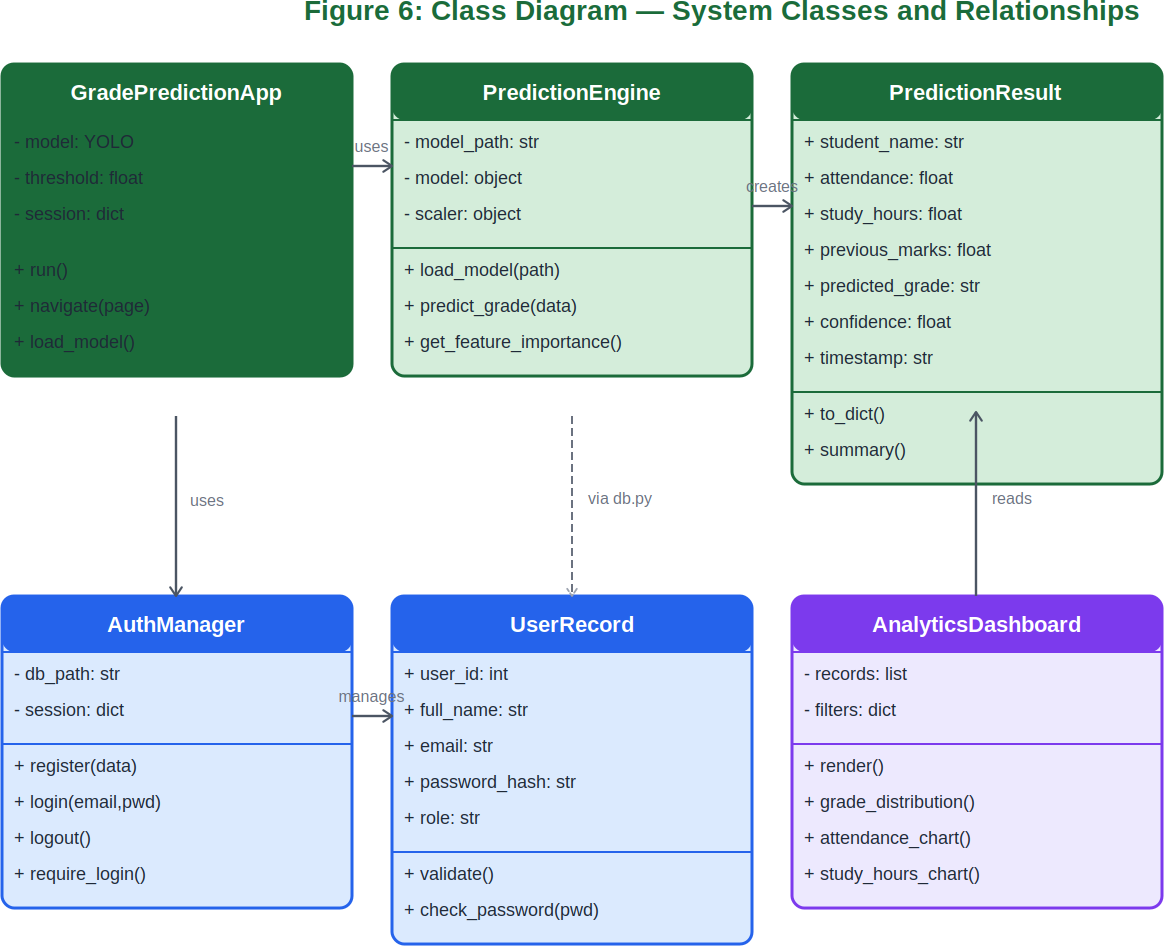 Figure 6: Class Diagram — System Classes and Relationships
GradePredictionApp
- model: YOLO
- threshold: float
- session: dict
+ run()
+ navigate(page)
+ load_model()
uses
PredictionEngine
- model_path: str
- model: object
- scaler: object
+ load_model(path)
+ predict_grade(data)
+ get_feature_importance()
creates
PredictionResult
+ student_name: str
+ attendance: float
+ study_hours: float
+ previous_marks: float
+ predicted_grade: str
+ confidence: float
+ timestamp: str
+ to_dict()
+ summary()
uses
via db.py
reads
AuthManager
- db_path: str
- session: dict
+ register(data)
+ login(email,pwd)
+ logout()
+ require_login()
manages
UserRecord
+ user_id: int
+ full_name: str
+ email: str
+ password_hash: str
+ role: str
+ validate()
+ check_password(pwd)
AnalyticsDashboard
- records: list
- filters: dict
+ render()
+ grade_distribution()
+ attendance_chart()
+ study_hours_chart()